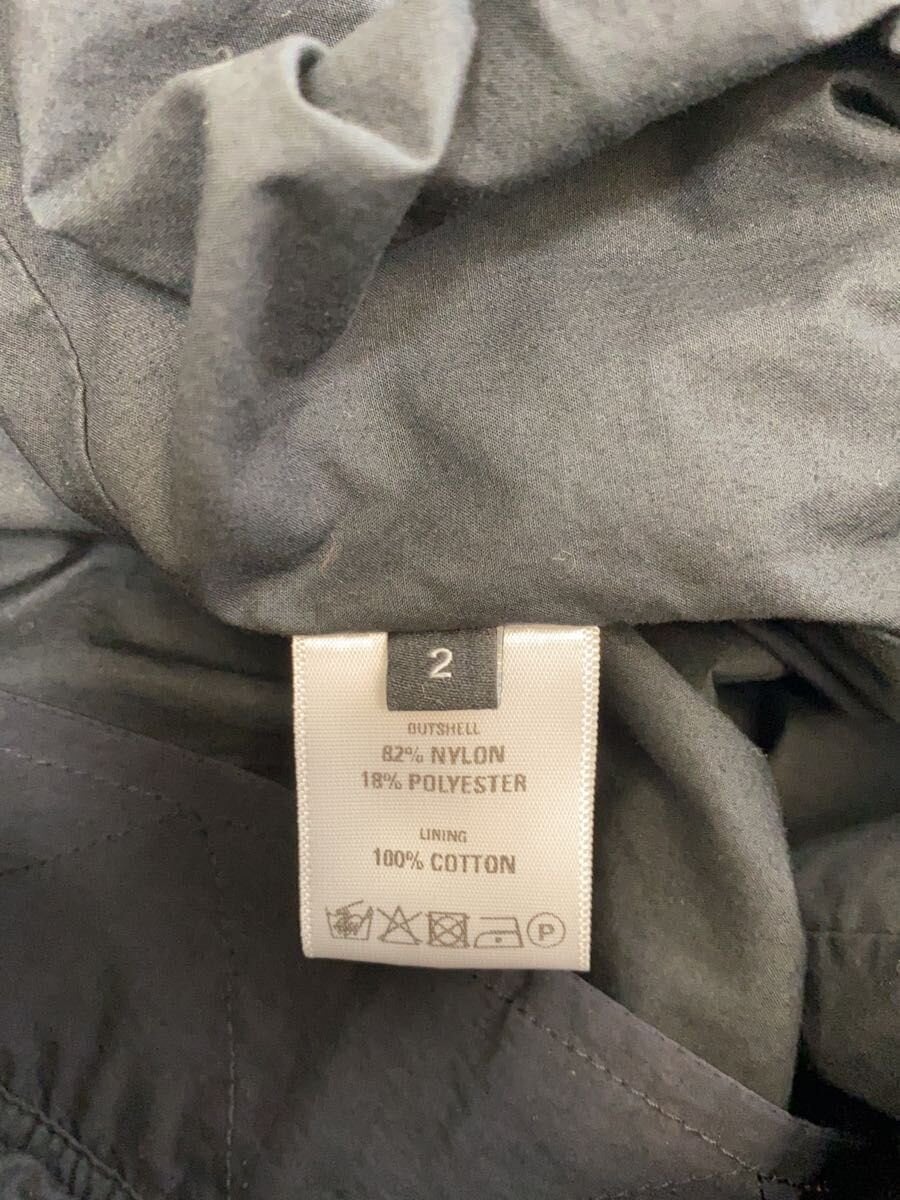 2
OUTSHELL
82% NYLON
18% POLYESTER
LINING
100% COTTON
P